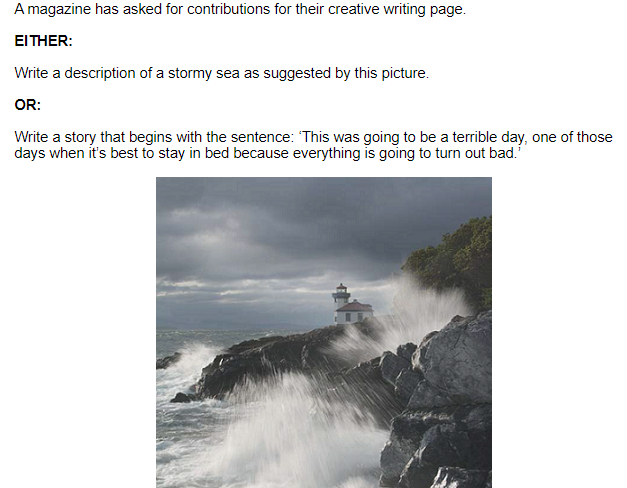 A magazine has asked for contributions for their creative writing page.
EITHER:
Write a description of a stormy sea as suggested by this picture.
OR:
Write a story that begins with the sentence: ‘This was going to be a terrible day, one of those
days when it's best to stay in bed because everything is going to turn out bad.’